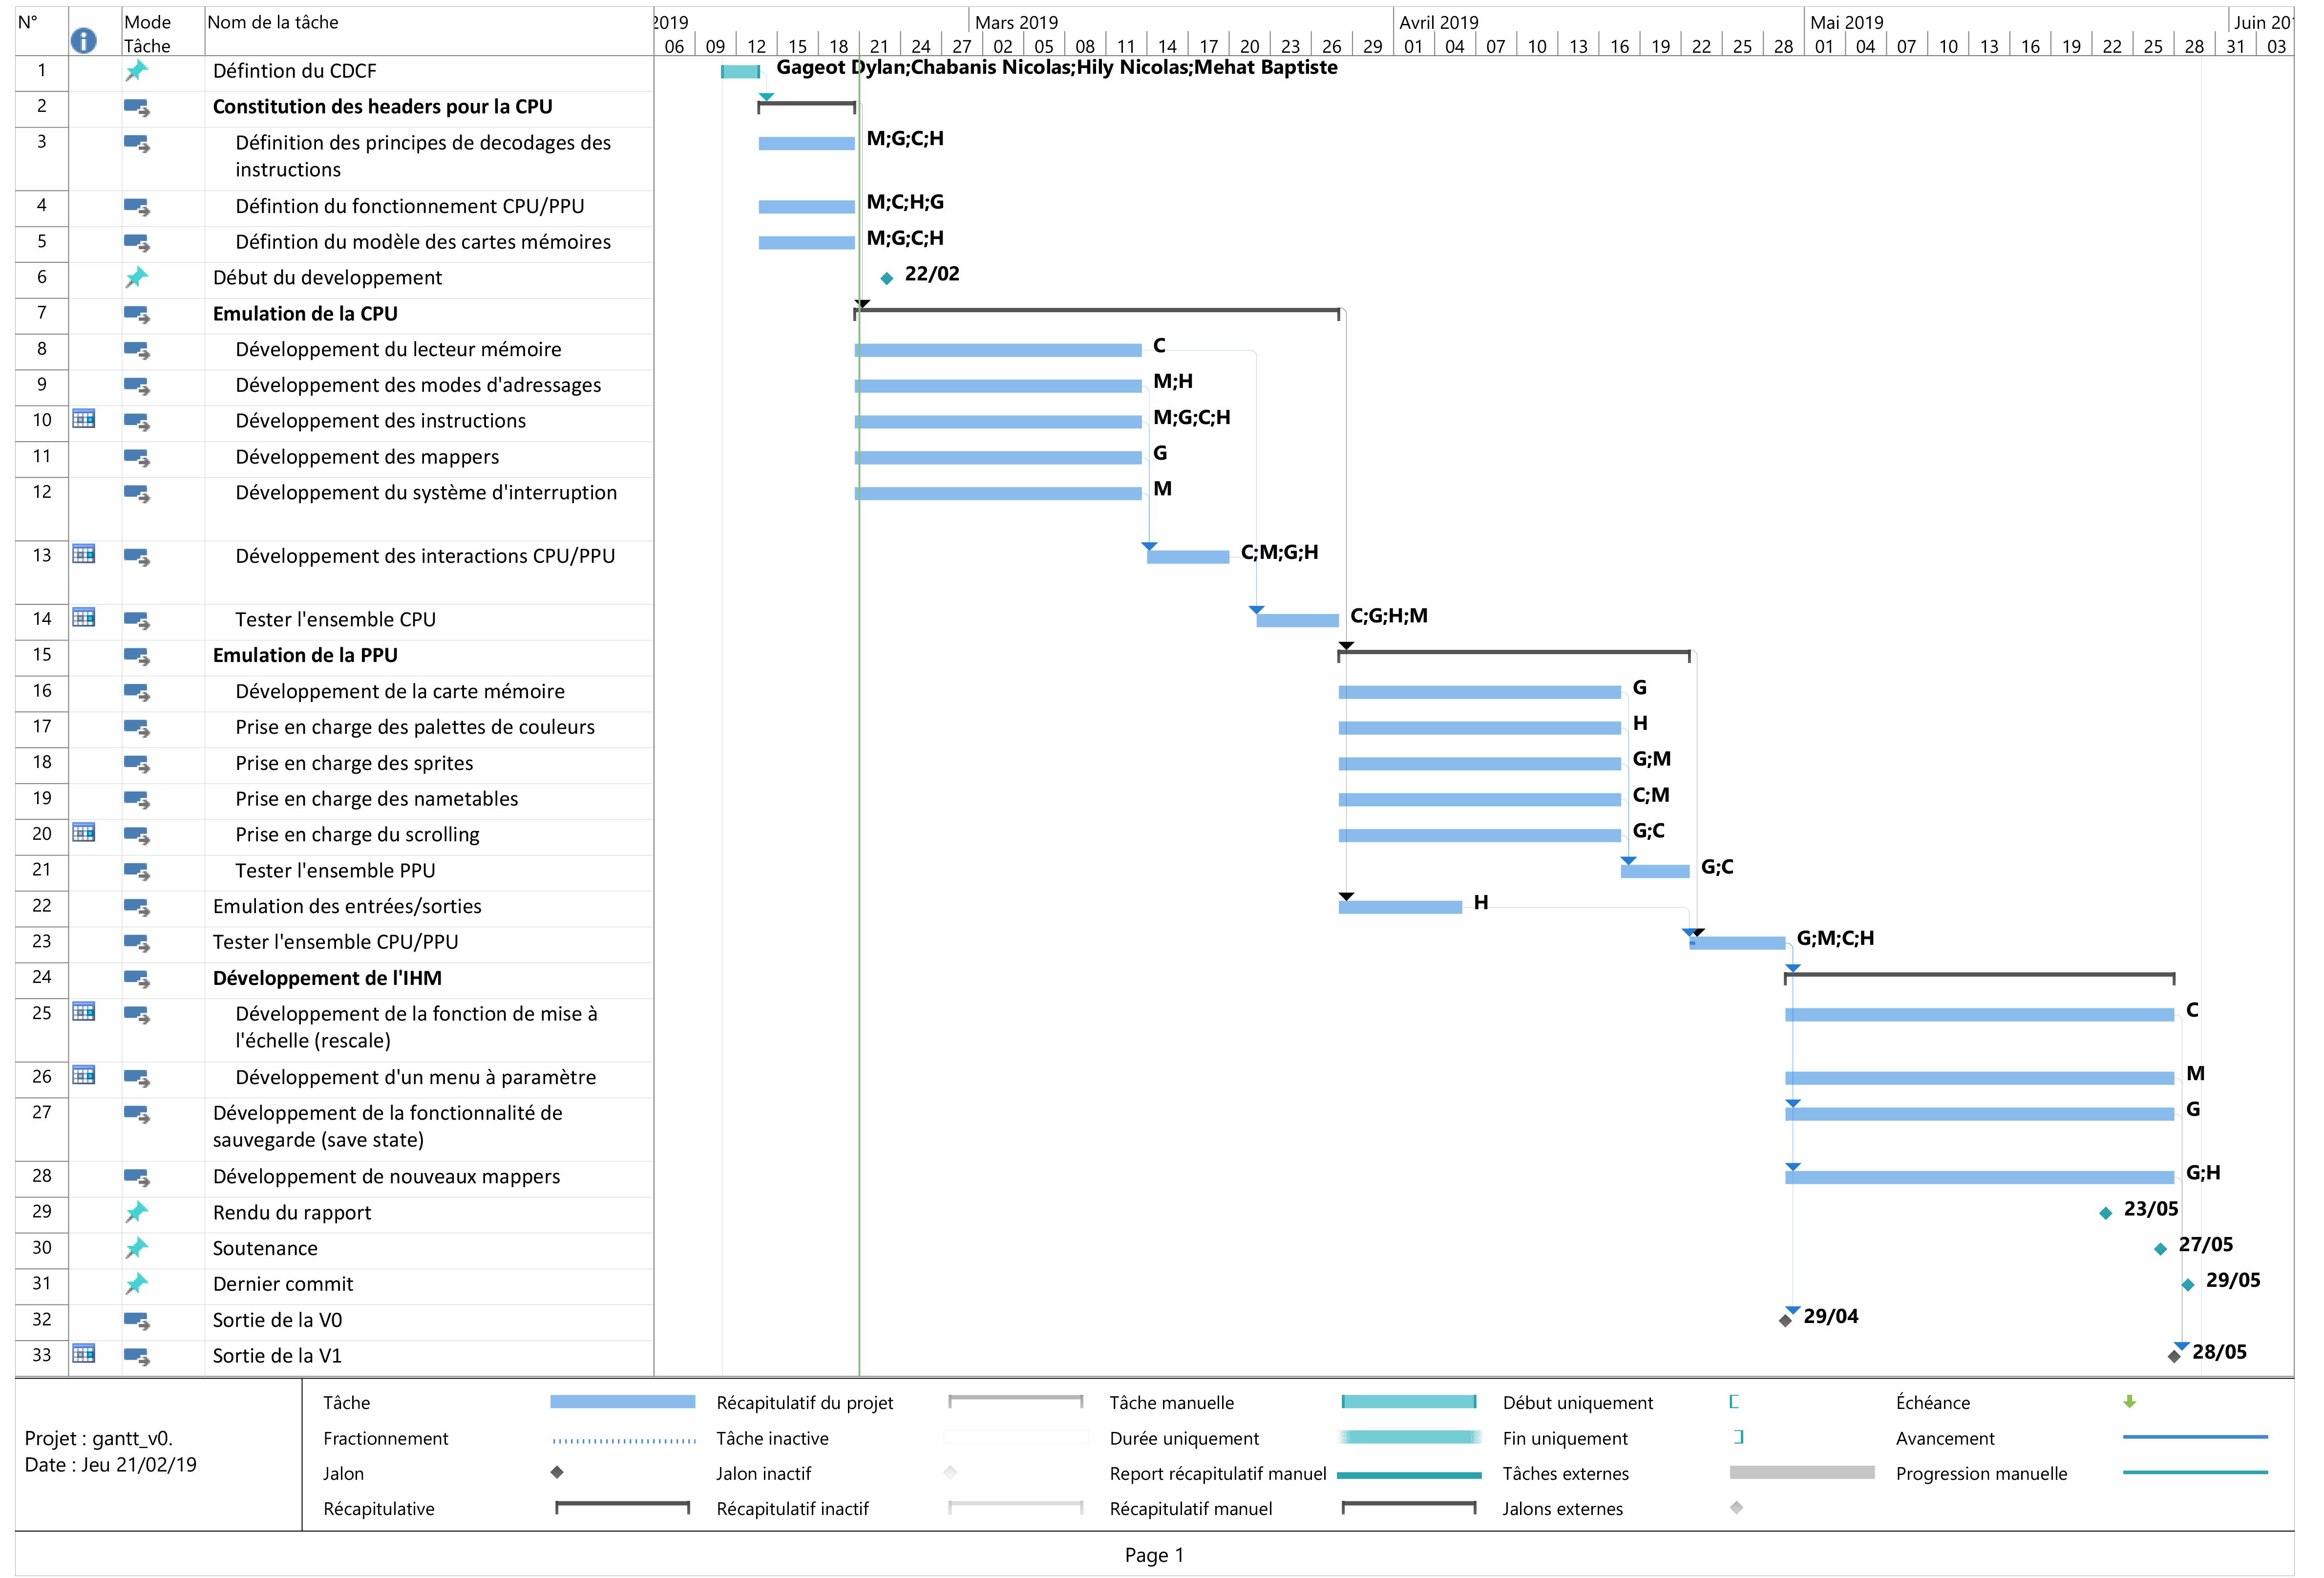 N° Mode Nom de la tâche 2019 Mars 2019 Avril 2019 Mai 2019 Juin 20
Tâche 06 09 12 15 18 21 24 27 02 05 08 11 14 17 20 23 26 29 01 04 07 10 13 16 19 22 25 28 01 04 07 10 13 16 19 22 25 28 31 03
1 Défintion du CDCF Gageot Dylan;Chabanis Nicolas;Hily Nicolas;Mehat Baptiste
2 Constitution des headers pour la CPU
3 Définition des principes de decodages des M;G;C;H
instructions
4 Défintion du fonctionnement CPU/PPU M;C;H;G
5 Défintion du modèle des cartes mémoires M;G;C;H
6 Début du developpement 22/02
7 Emulation de la CPU
8 Développement du lecteur mémoire C
9 Développement des modes d'adressages M;H
10 Développement des instructions M;G;C;H
11 Développement des mappers G
12 Développement du système d'interruption M
13 Développement des interactions CPU/PPU C;M;G;H
14 Tester l'ensemble CPU C;G;H;M
15 Emulation de la PPU
16 Développement de la carte mémoire G
17 Prise en charge des palettes de couleurs H
18 Prise en charge des sprites G;M
19 Prise en charge des nametables C;M
20 Prise en charge du scrolling G;C
21 Tester l'ensemble PPU G;C
22 Emulation des entrées/sorties H
23 Tester l'ensemble CPU/PPU G;M;C;H
24 Développement de l'IHM
25 Développement de la fonction de mise à C
l'échelle (rescale)
26 Développement d'un menu à paramètre M
27 Développement de la fonctionnalité de G
sauvegarde (save state)
28 Développement de nouveaux mappers G;H
29 Rendu du rapport 23/05
30 Soutenance 27/05
31 Dernier commit 29/05
32 Sortie de la V0 29/04
33 Sortie de la V1 28/05
Projet : gantt_v0.
Date : Jeu 21/02/19
Tâche Récapitulatif du projet Tâche manuelle Début uniquement Échéance
Fractionnement Tâche inactive Durée uniquement Fin uniquement Avancement
Jalon Jalon inactif Report récapitulatif manuel Tâches externes Progression manuelle
Récapitulative Récapitulatif inactif Récapitulatif manuel Jalons externes
Page 1